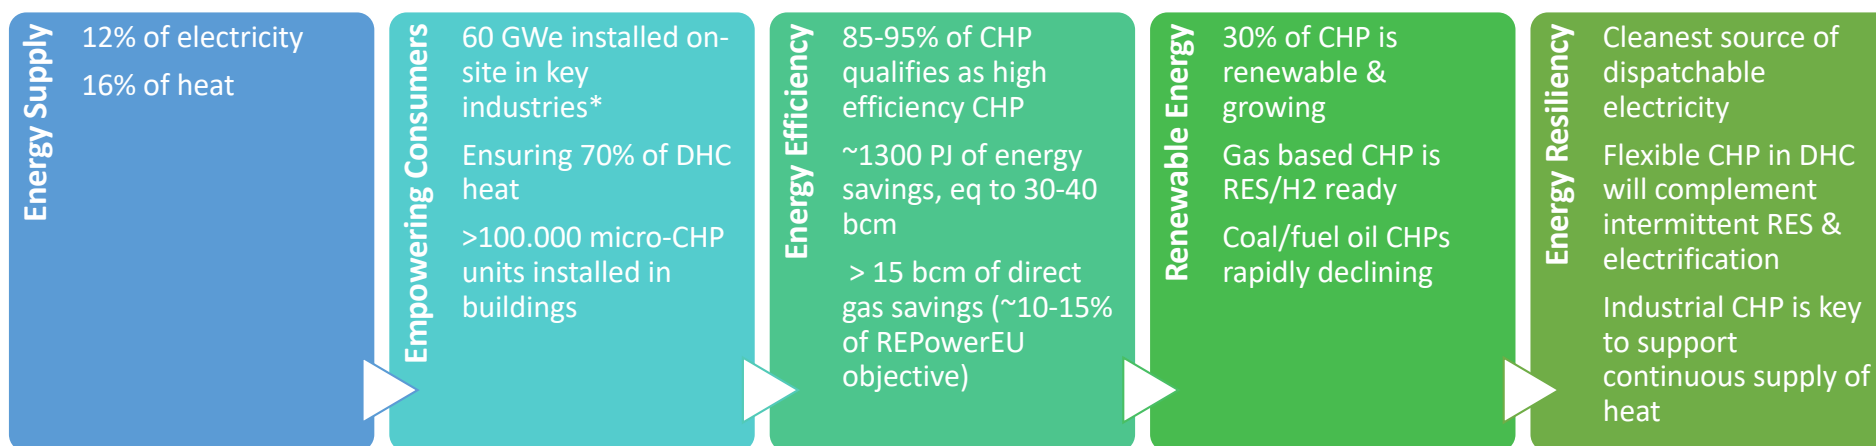 Energy Supply
12% of electricity
16% of heat
Empowering Consumers
60 GWe installed on-
site in key
industries*
Ensuring 70% of DHC
heat
>100.000 micro-CHP
units installed in
buildings
Energy Efficiency
85-95% of CHP
qualifies as high
efficiency CHP
~1300 PJ of energy
savings, eq to 30-40
bcm
> 15 bcm of direct
gas savings (~10-15%
of REPowerEU
objective)
Renewable Energy
30% of CHP is
renewable &
growing
Gas based CHP is
RES/H2 ready
Coal/fuel oil CHPs
rapidly declining
Energy Resiliency
Cleanest source of
dispatchable
electricity
Flexible CHP in DHC
will complement
intermittent RES &
electrification
Industrial CHP is key
to support
continuous supply of
heat